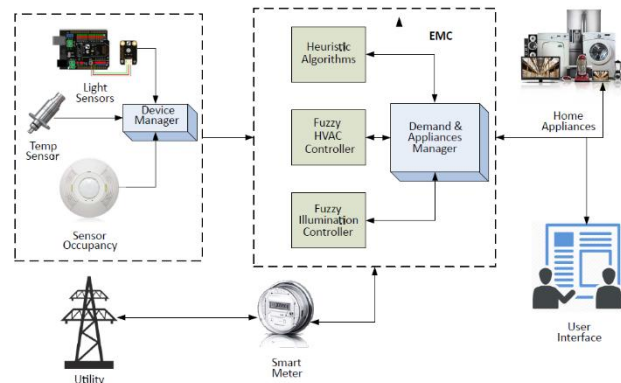 Light
Sensors
Device
Manager
Temp
Sensor
Sensor
Occupancy
EMC
Heuristic
Algorithms
Fuzzy
HVAC
Controller
Fuzzy
Illumination
Controller
Demand &
Appliances
Manager
Home
Appliances
User
Interface
Smart
Meter
Utility